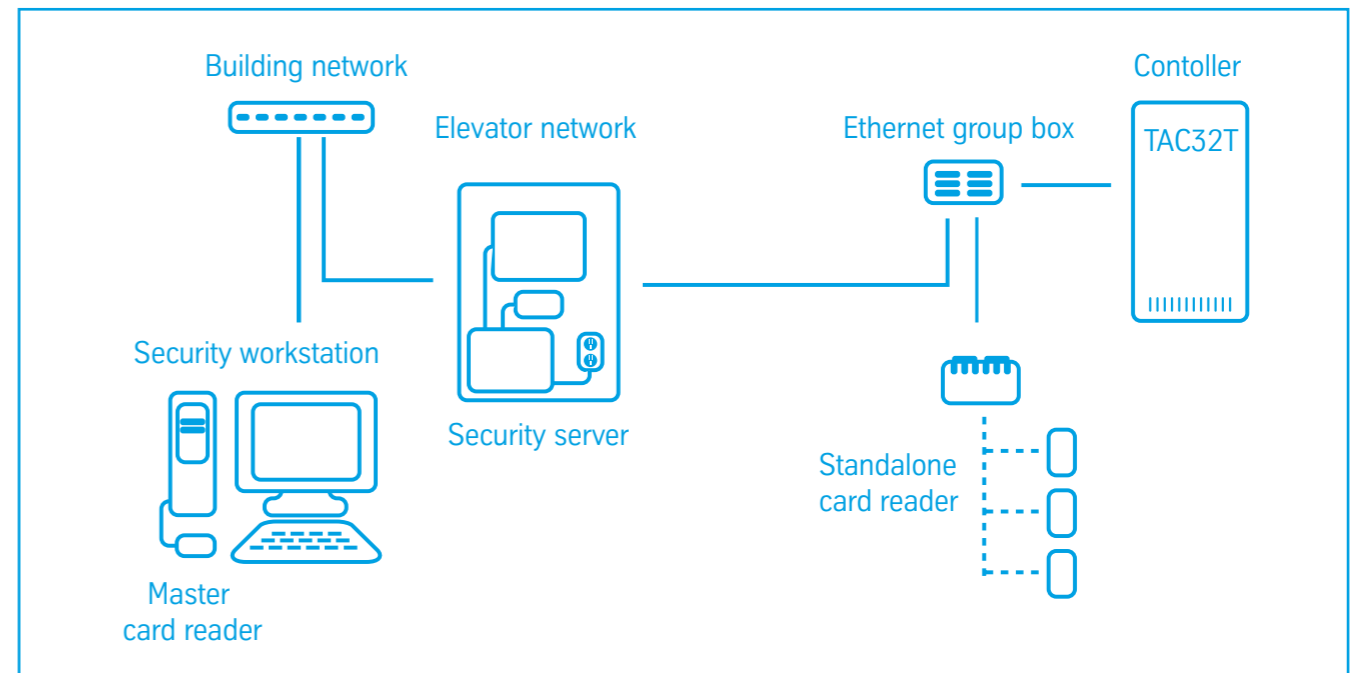 Building network
Contoller
Elevator network
Ethernet group box
TAC32T
Security workstation
Security server
Standalone
card reader
Master
card reader